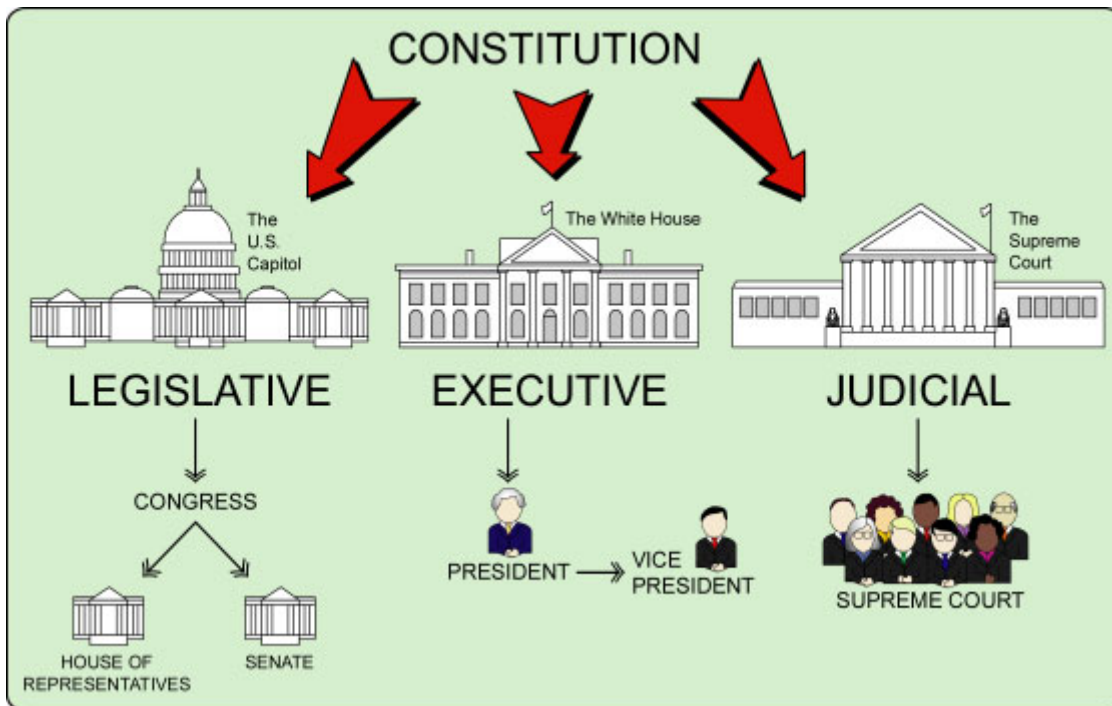 CONSTITUTION
The
U.S.
Capitol
The White House
The
Supreme
Court
LEGISLATIVE
EXECUTIVE
JUDICIAL
CONGRESS
HOUSE OF
REPRESENTATIVES
SENATE
PRESIDENT
VICE
PRESIDENT
SUPREME COURT